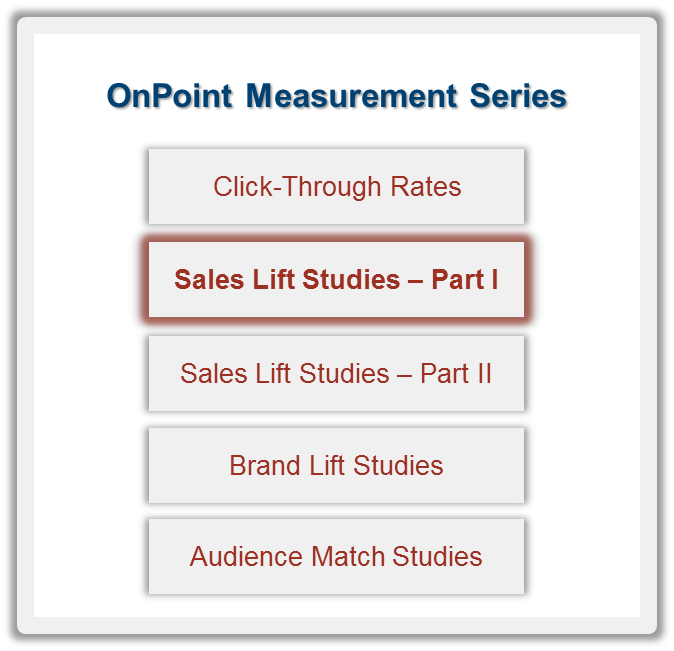 OnPoint Measurement Series
Click-Through Rates
Sales Lift Studies – Part I
Sales Lift Studies – Part II
Brand Lift Studies
Audience Match Studies